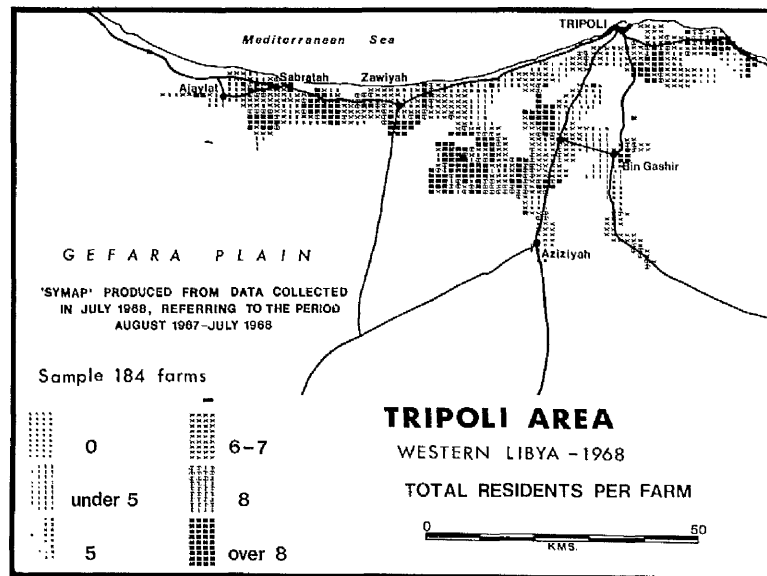 TRIPOLI
Mediterranean Sea
Ajaylat
Sabratah
Zawiyah
Bin Gashir
Aziziyah
GEFARA PLAIN
'SYMAP' PRODUCED FROM DATA COLLECTED
IN JULY 1968, REFERRING TO THE PERIOD
AUGUST 1967-JULY 1968
Sample 184 farms
0
6-7
under 5
8
5
over 8
TRIPOLI AREA
WESTERN LIBYA - 1968
TOTAL RESIDENTS PER FARM
0
50
KMS.